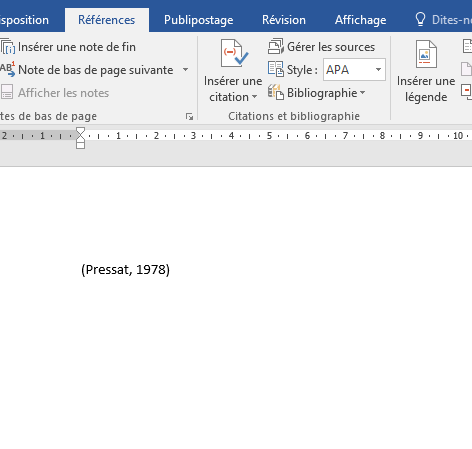 sposition Références Publipostage Révision Affichage Dites-n
Insérer une note de fin
AB¹ Note de bas de page suivante
Afficher les notes
tes de bas de page
Insérer une citation
Gérer les sources
Style : APA
Bibliographie
Citations et bibliographie
Insérer une légende
2 1 1 2 3 4 5 6 7 8 9 10
(Pressat, 1978)